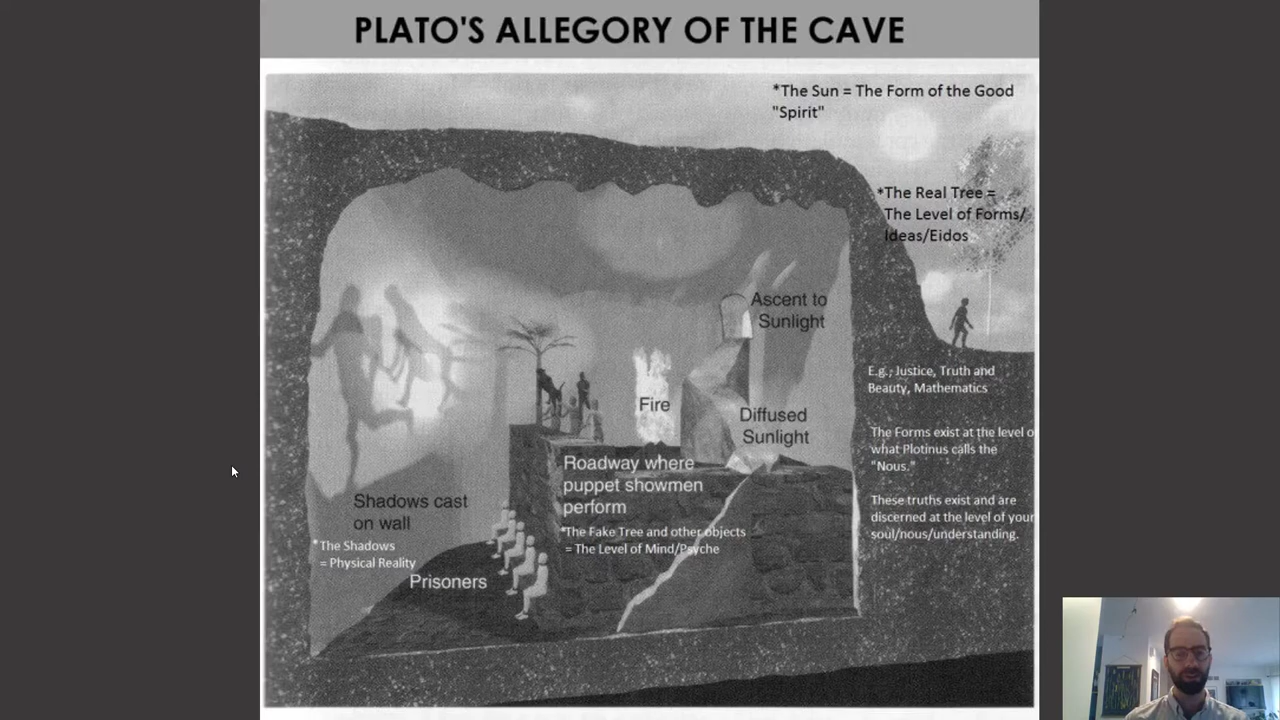 PLATO'S ALLEGORY OF THE CAVE
*The Sun = The Form of the Good
"Spirit"
*The Real Tree =
The Level of Forms/
Ideas/Eidos
Ascent to
Sunlight
Fire
Diffused
Sunlight
Roadway where
puppet showmen
perform
*The Fake Tree and other objects
= The Level of Mind/Psyche
Shadows cast
on wall
*The Shadows
= Physical Reality
Prisoners
E.g., Justice, Truth and
Beauty, Mathematics
The Forms exist at the level o
what Plotinus calls the
"Nous."
These truths exist and are
discerned at the level of your
soul/nous/understanding.